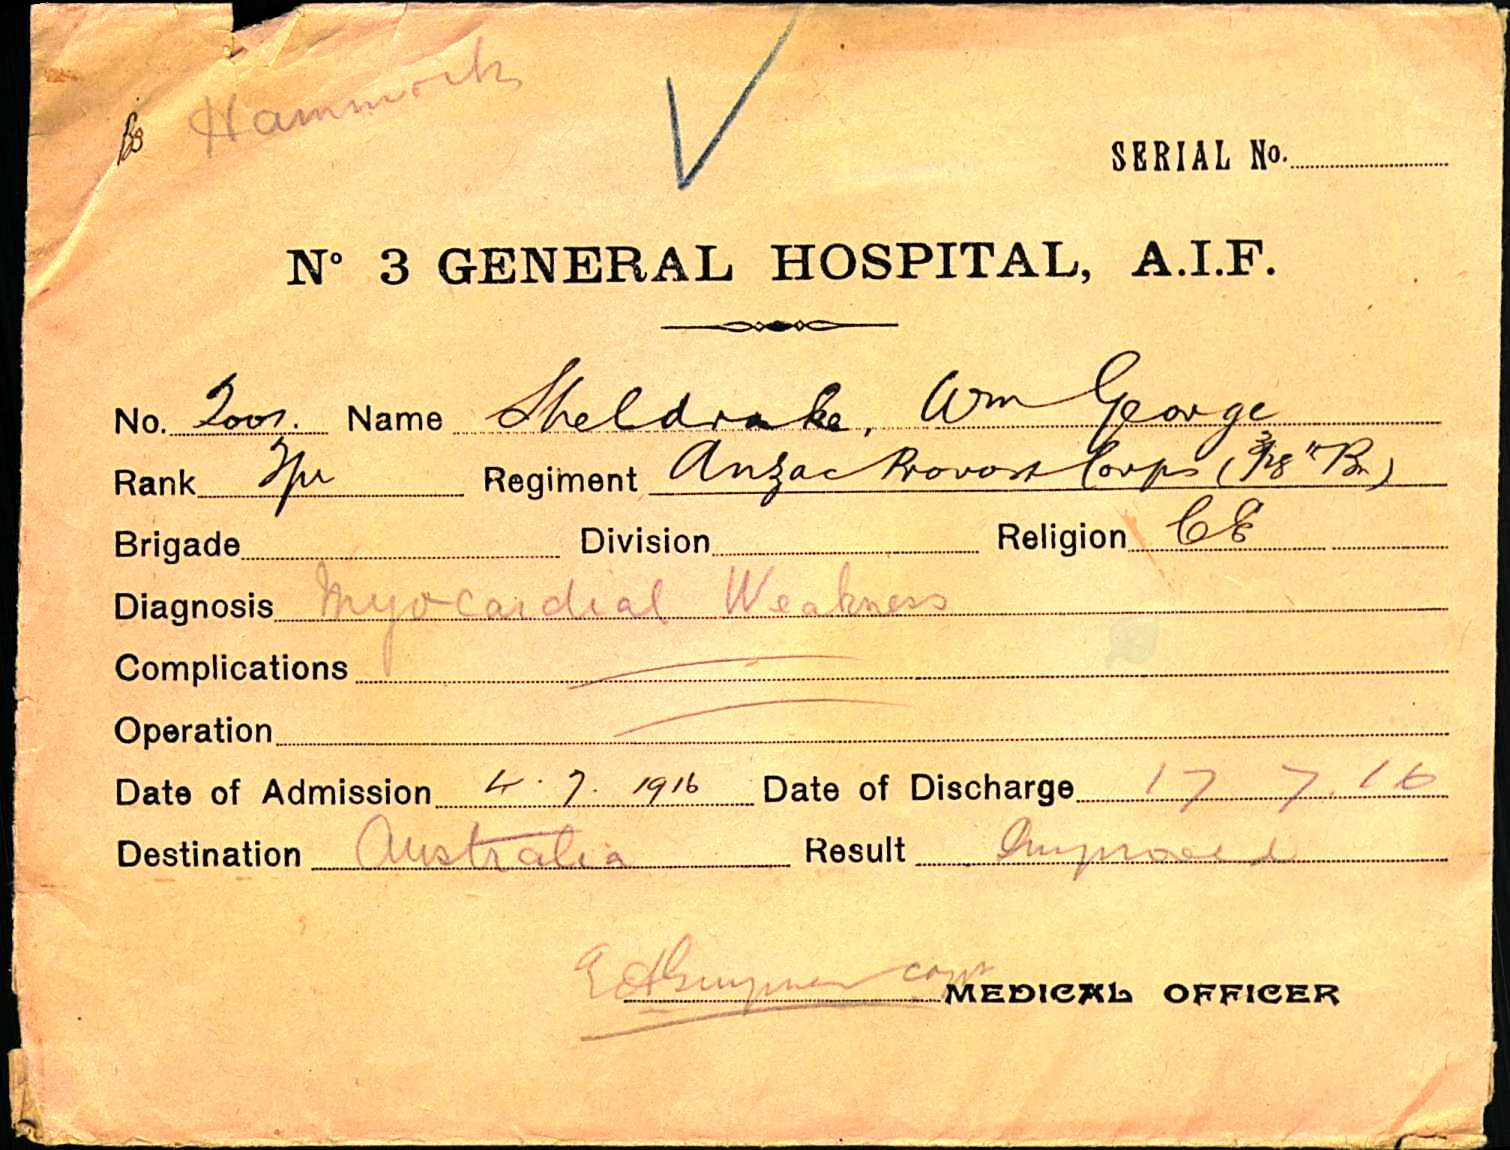 Hammock
SERIAL No.
No 3 GENERAL HOSPITAL, A.I.F.
No. Name Sheldrake, Wm George
Rank Tpr Regiment Anzac Provost Corps
Brigade Division Religion CE
Diagnosis Myocardial Weakness
Complications
Operation
Date of Admission 4.7.1916 Date of Discharge 17 7.16
Destination Australia Result Improved
Capt MEDICAL OFFICER